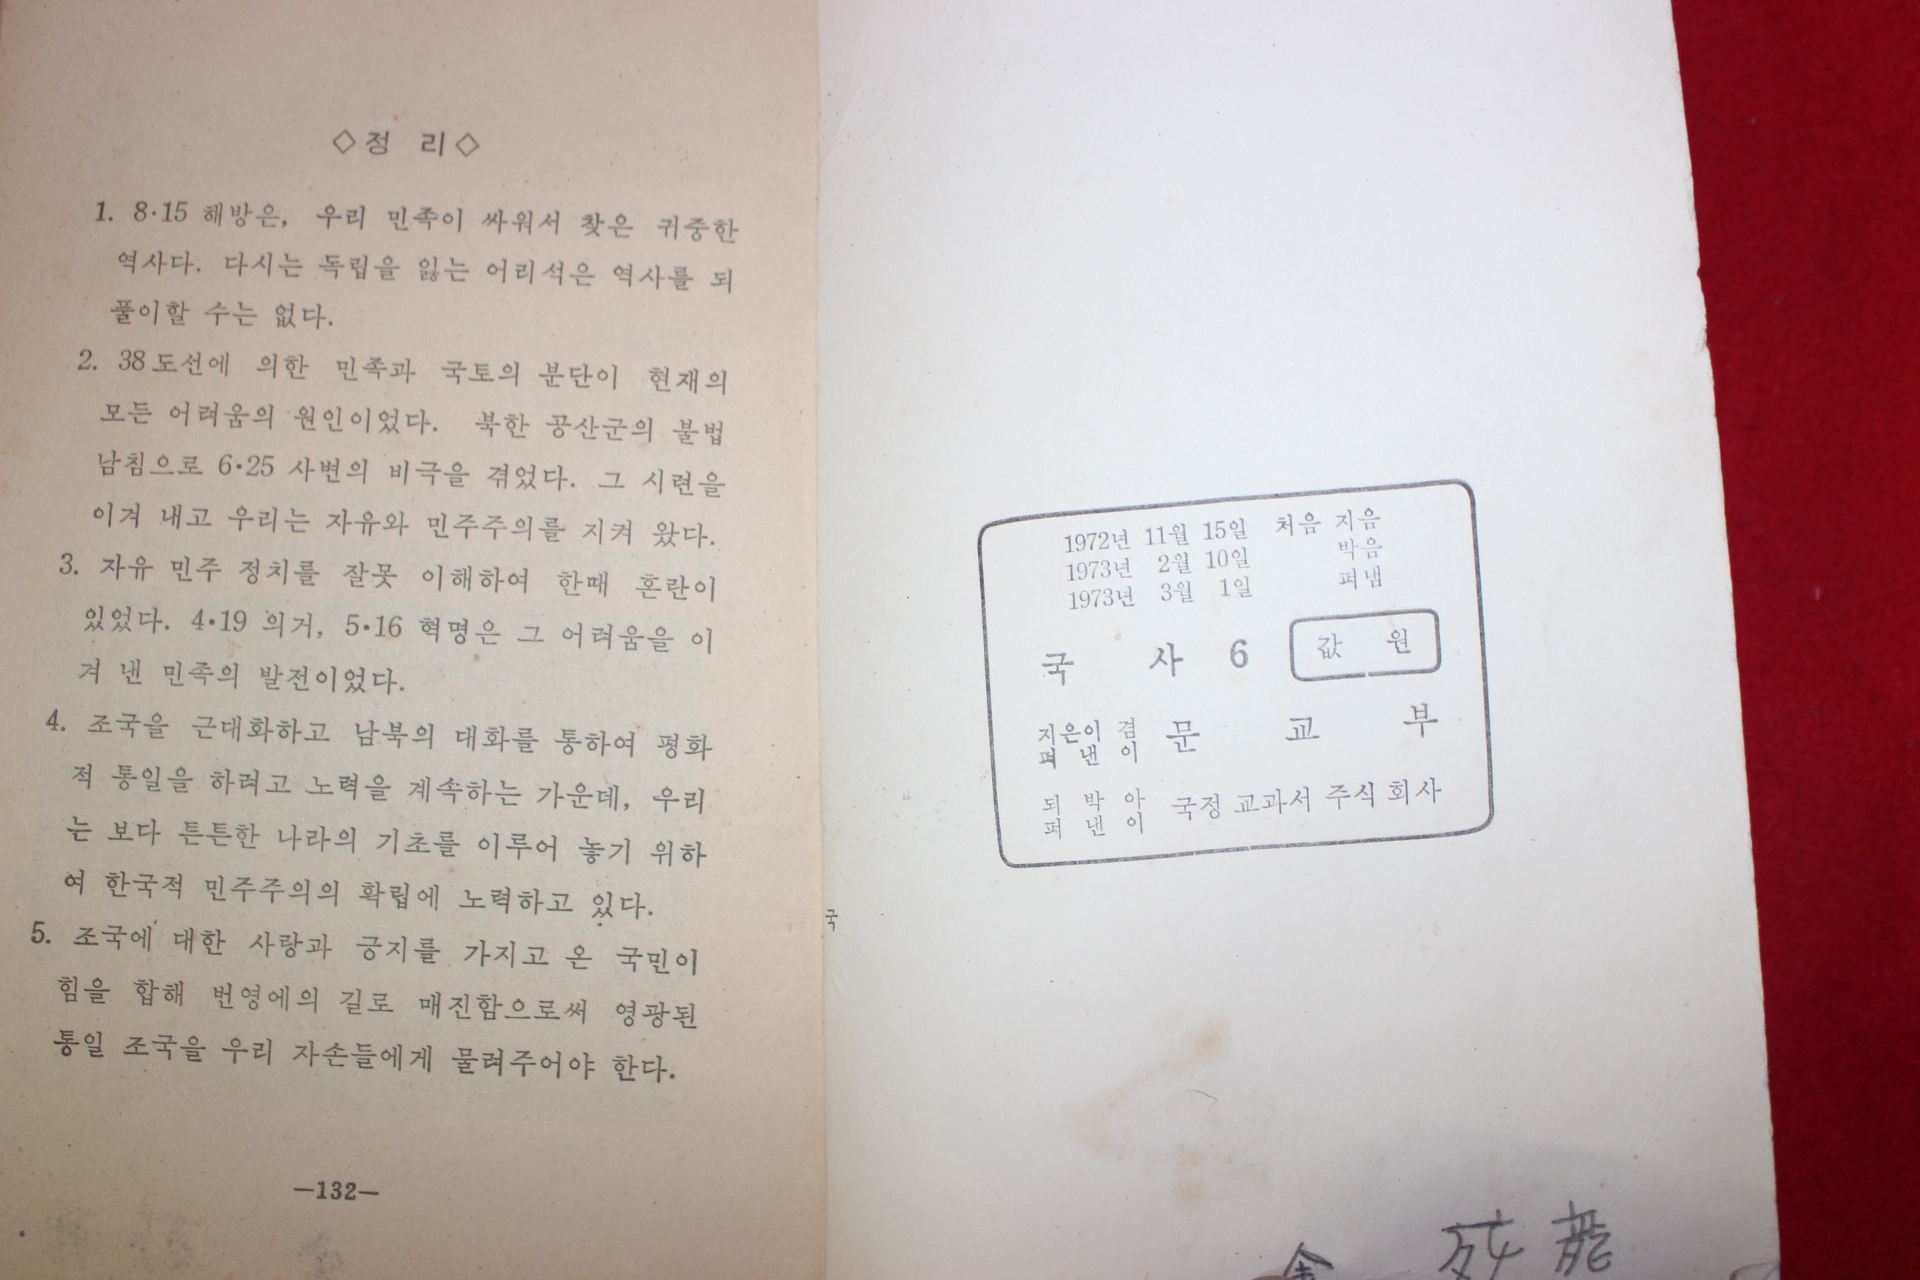 ◇정 리◇
1. 8·15 해방은, 우리 민족이 싸워서 찾은 귀중한
역사다. 다시는 독립을 잃는 어리석은 역사를 되
풀이할 수는 없다.
2. 38도선에 의한 민족과 국토의 분단이 현재의
모든 어려움의 원인이었다. 북한 공산군의 불법
남침으로 6·25 사변의 비극을 겪었다. 그 시련을
이겨 내고 우리는 자유와 민주주의를 지켜 왔다.
3. 자유 민주 정치를 잘못 이해하여 한때 혼란이
있었다. 4·19 의거, 5·16 혁명은 그 어려움을 이
겨 낸 민족의 발전이었다.
4. 조국을 근대화하고 남북의 대화를 통하여 평화
적 통일을 하려고 노력을 계속하는 가운데, 우리
는 보다 튼튼한 나라의 기초를 이루어 놓기 위하
여 한국적 민주주의의 확립에 노력하고 있다.
5. 조국에 대한 사랑과 긍지를 가지고 온 국민이
힘을 합해 번영에의 길로 매진함으로써 영광된
통일 조국을 우리 자손들에게 물려주어야 한다.
—132—
국
1972년 11월 15일 처음 지음
1973년 2월 10일 박음
1973년 3월 1일 펴냄
국 사 6 값 원
지은이 겸
펴 낸 이 문 교 부
되 박 아
펴 낸 이 국정 교과서 주식 회사
龍